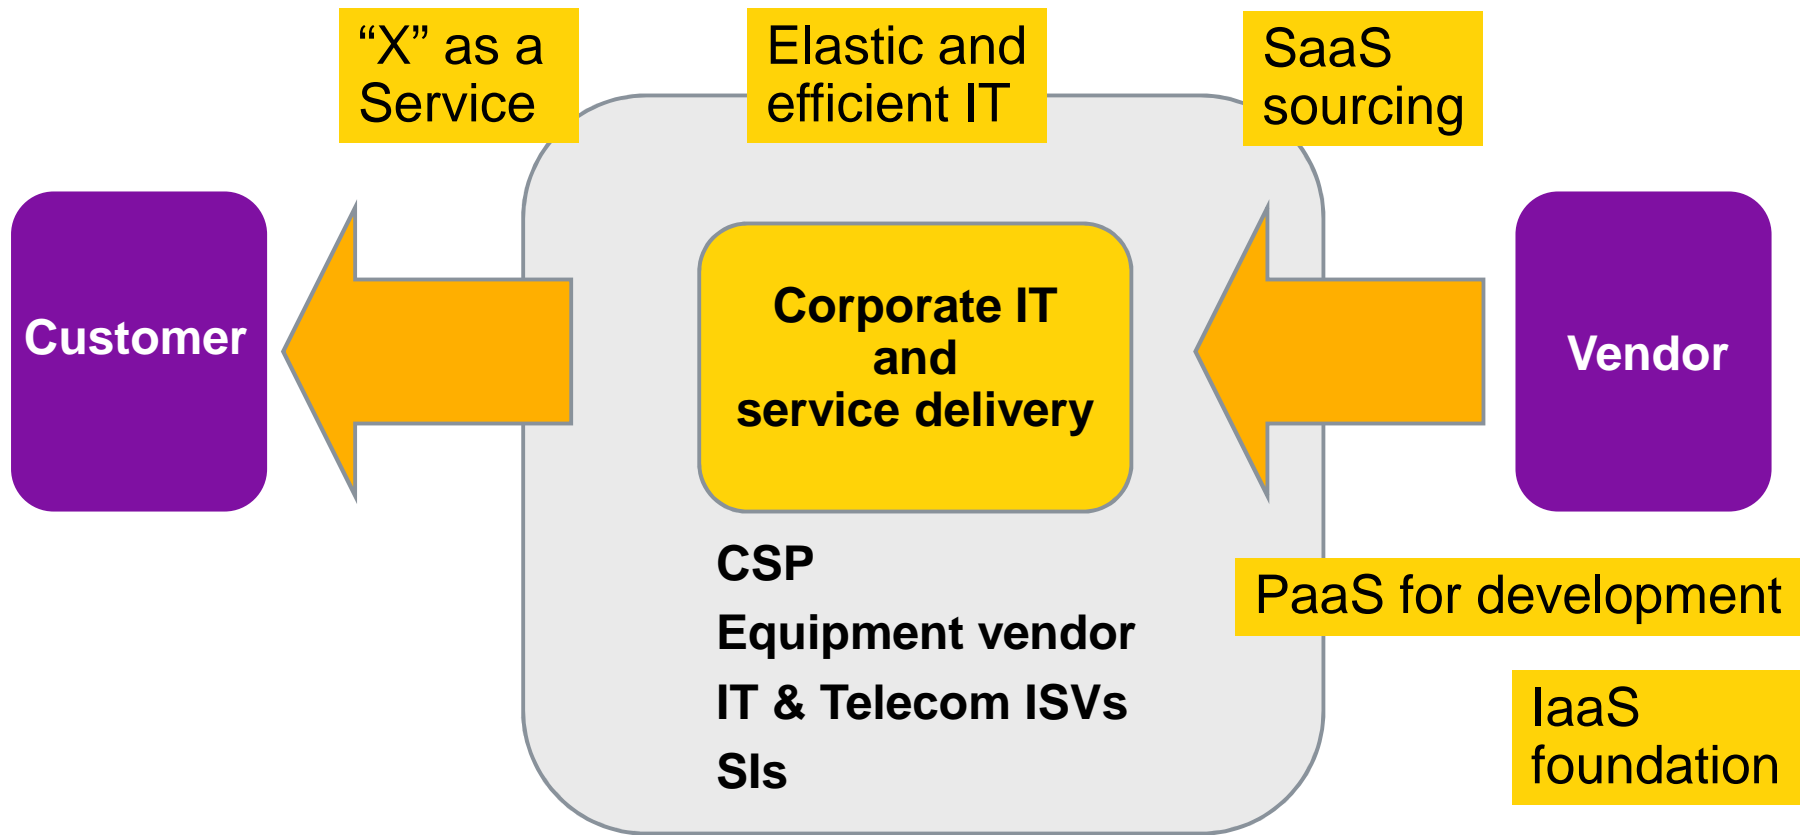 “X” as a
Service
Elastic and
efficient IT
SaaS
sourcing
Customer
Corporate IT
and
service delivery
Vendor
CSP
Equipment vendor
IT & Telecom ISVs
SIs
PaaS for development
IaaS
foundation